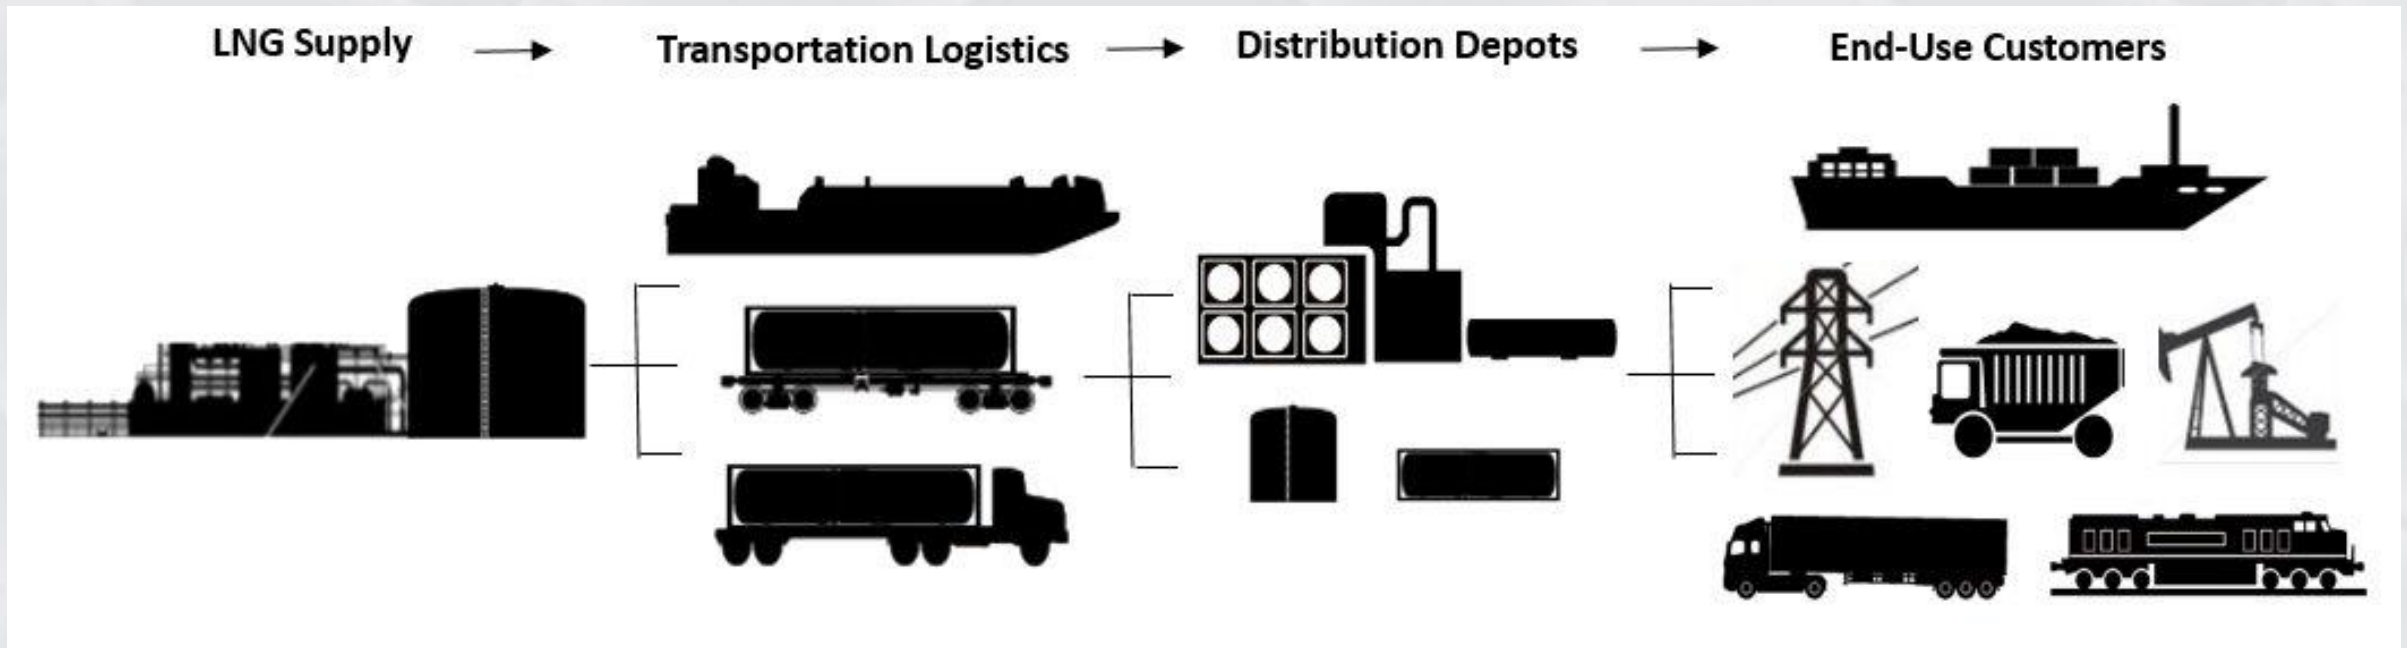 LNG Supply
Transportation Logistics
Distribution Depots
End-Use Customers